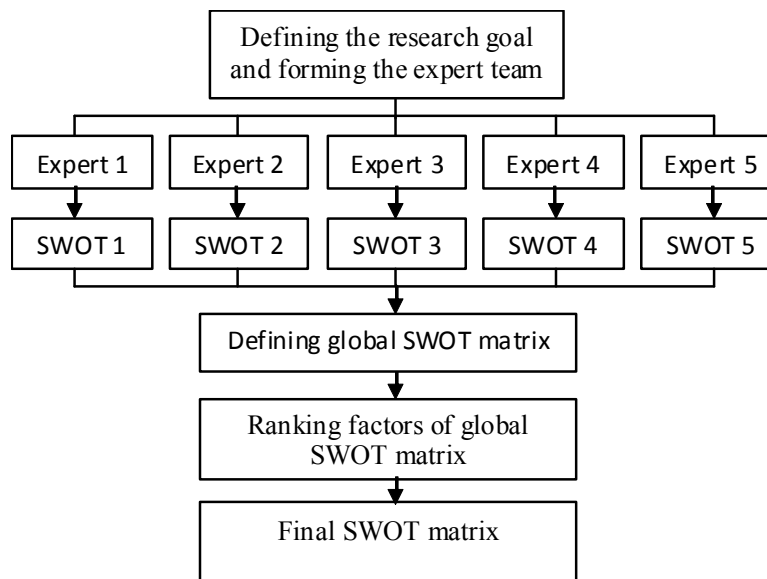 Defining the research goal
and forming the expert team
Expert 1
Expert 2
Expert 3
Expert 4
Expert 5
SWOT 1
SWOT 2
SWOT 3
SWOT 4
SWOT 5
Defining global SWOT matrix
Ranking factors of global
SWOT matrix
Final SWOT matrix